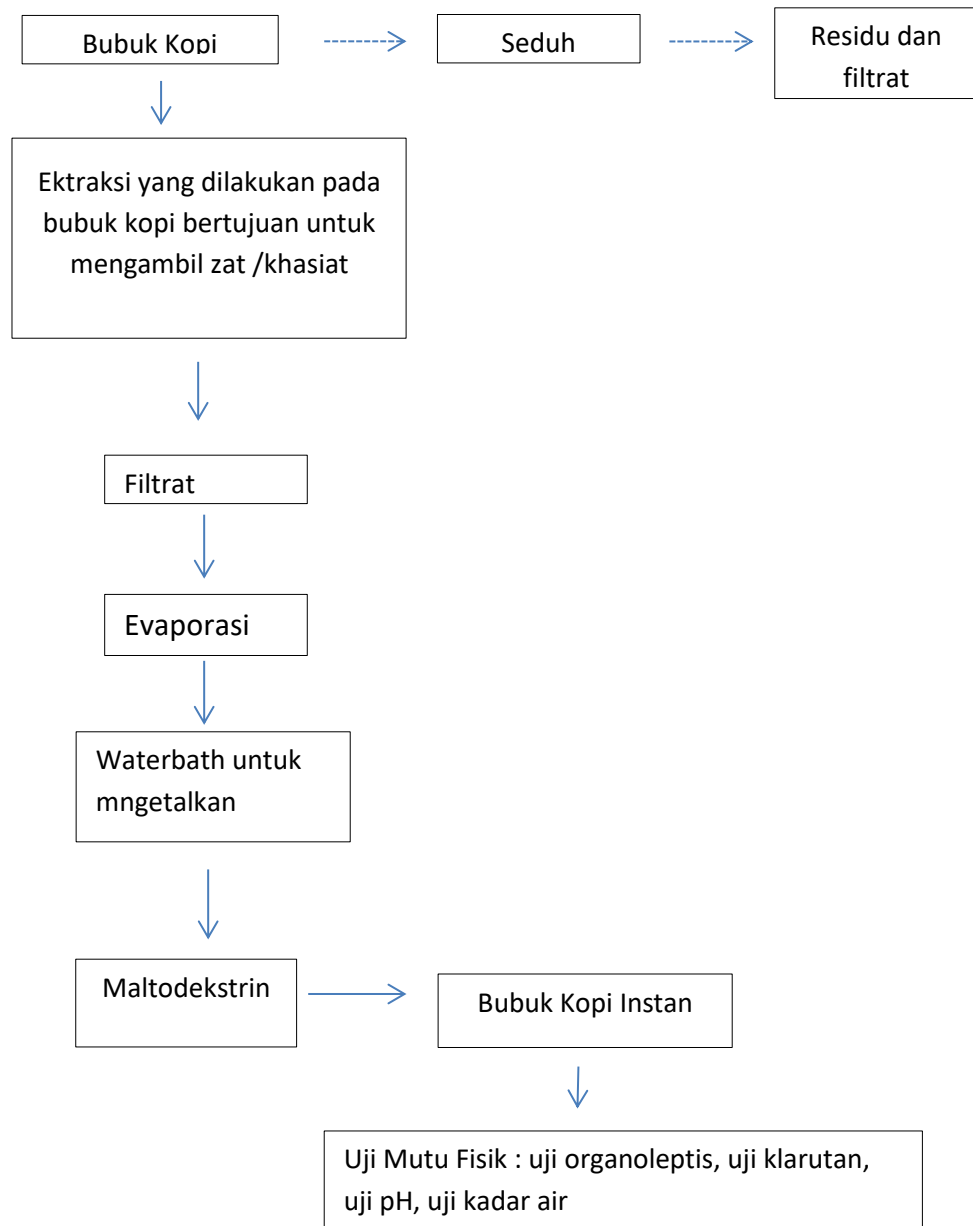 Bubuk Kopi
Seduh
Residu dan
filtrat
Ektraksi yang dilakukan pada
bubuk kopi bertujuan untuk
mengambil zat /khasiat
Filtrat
Evaporasi
Waterbath untuk
mngetalkan
Maltodekstrin
Bubuk Kopi Instan
Uji Mutu Fisik : uji organoleptis, uji klarutan,
uji pH, uji kadar air